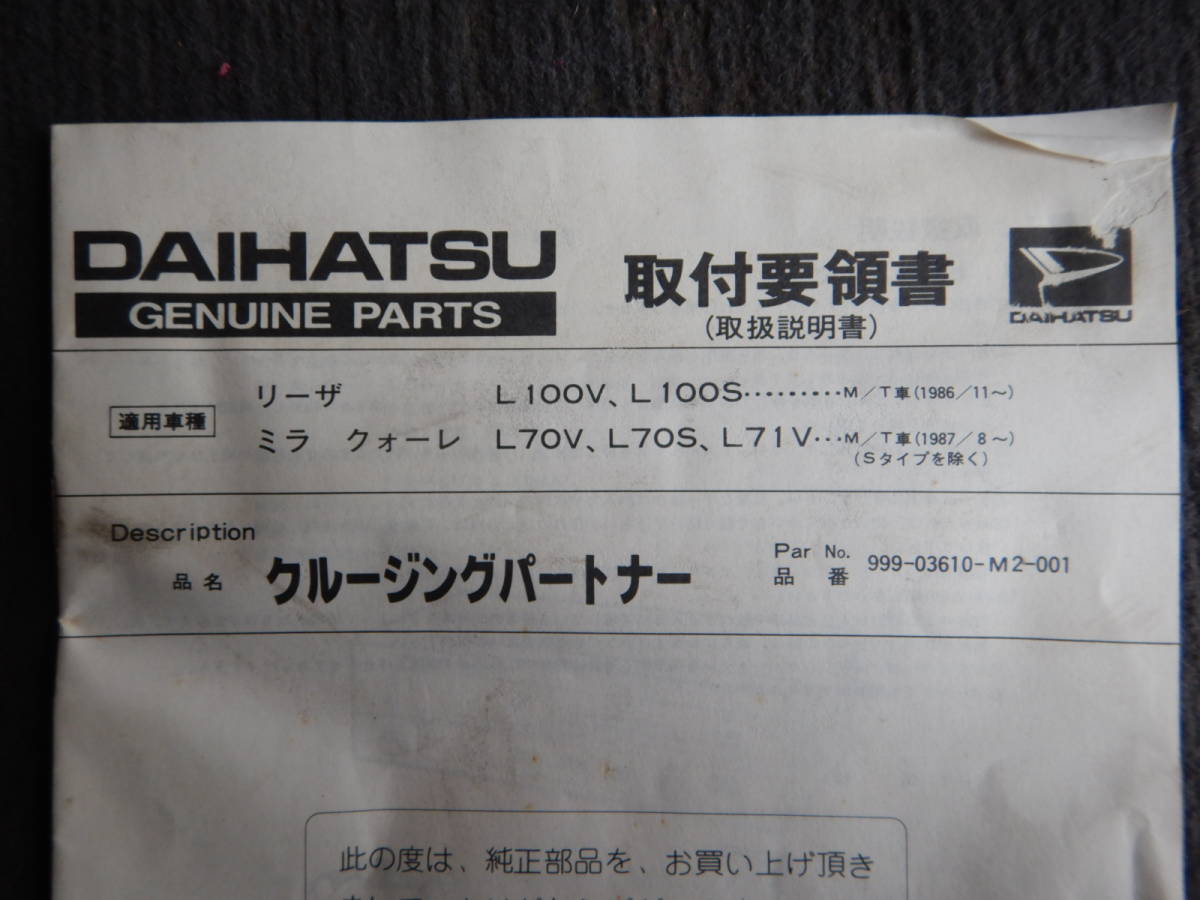 DAIHATSU
GENUINE PARTS
取付要領書
(取扱説明書)
DAIHATSU
適用車種
リーザ L100V、L100S………M／T車(1986／11～)
ミラ クォーレ L70V、L70S、L71V…M／T車(1987／8～)
(Sタイプを除く)
Description
品名 クルージングパートナー
Par No.
品番 999-03610-M2-001
此の度は、純正部品を、お買い上げ頂き